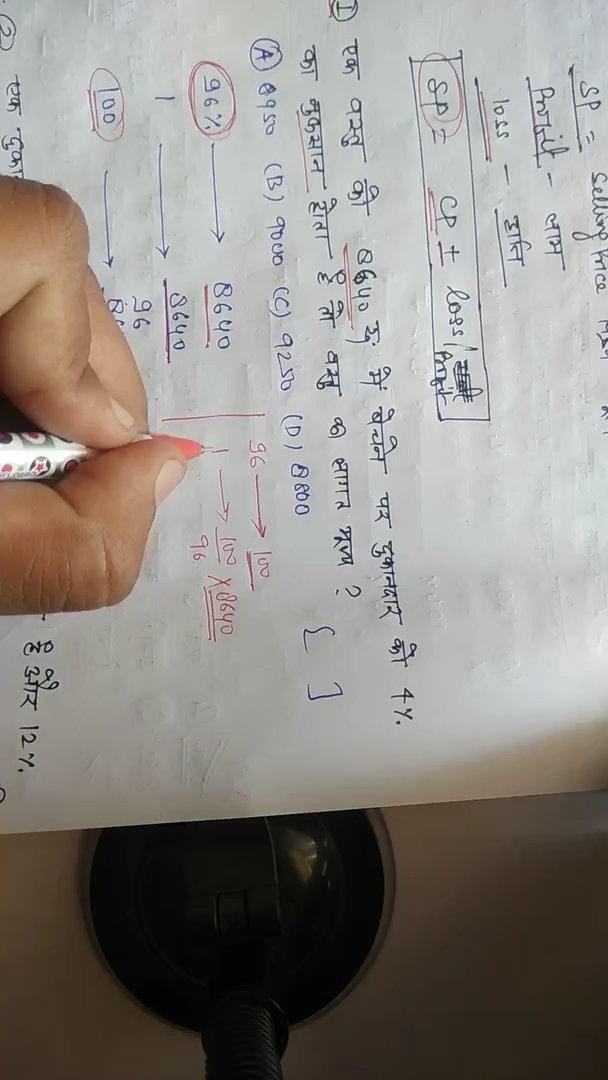 SP = Selling Price
Profit - लाभ
loss - हानि
SP = CP ± loss/Profit
① एक वस्तु को 8640 रु में बेचने पर दुकानदार को 4%
का नुकसान होता है तो वस्तु का लागत मूल्य ? [ ]
(A) 8950 (B) 9000 (C) 9250 (D) 8800
96% → 8640
1 → 8640/96
100 →
96 → 100
1 → 100/96 × 8640
② एक
है और 12%